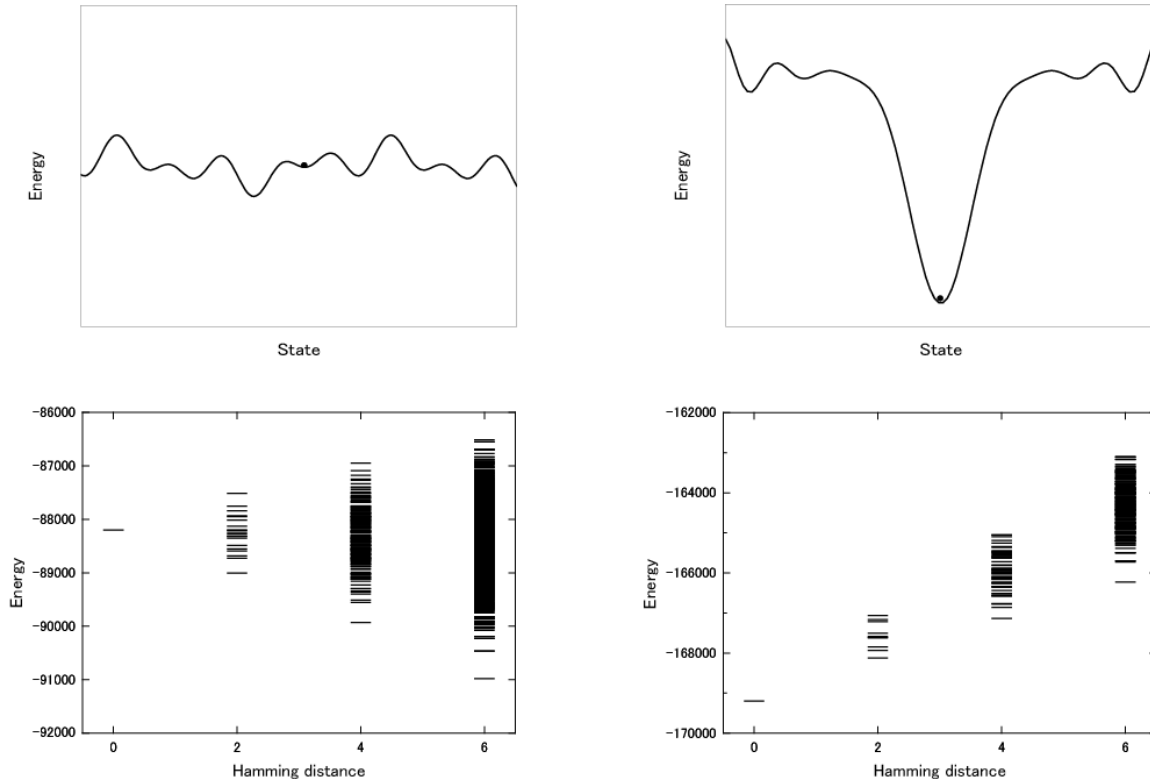 Energy
State
Energy
State
-86000
-87000
-88000
-89000
-90000
-91000
-92000
Energy
0 2 4 6
Hamming distance
-162000
-164000
-166000
-168000
-170000
Energy
0 2 4 6
Hamming distance